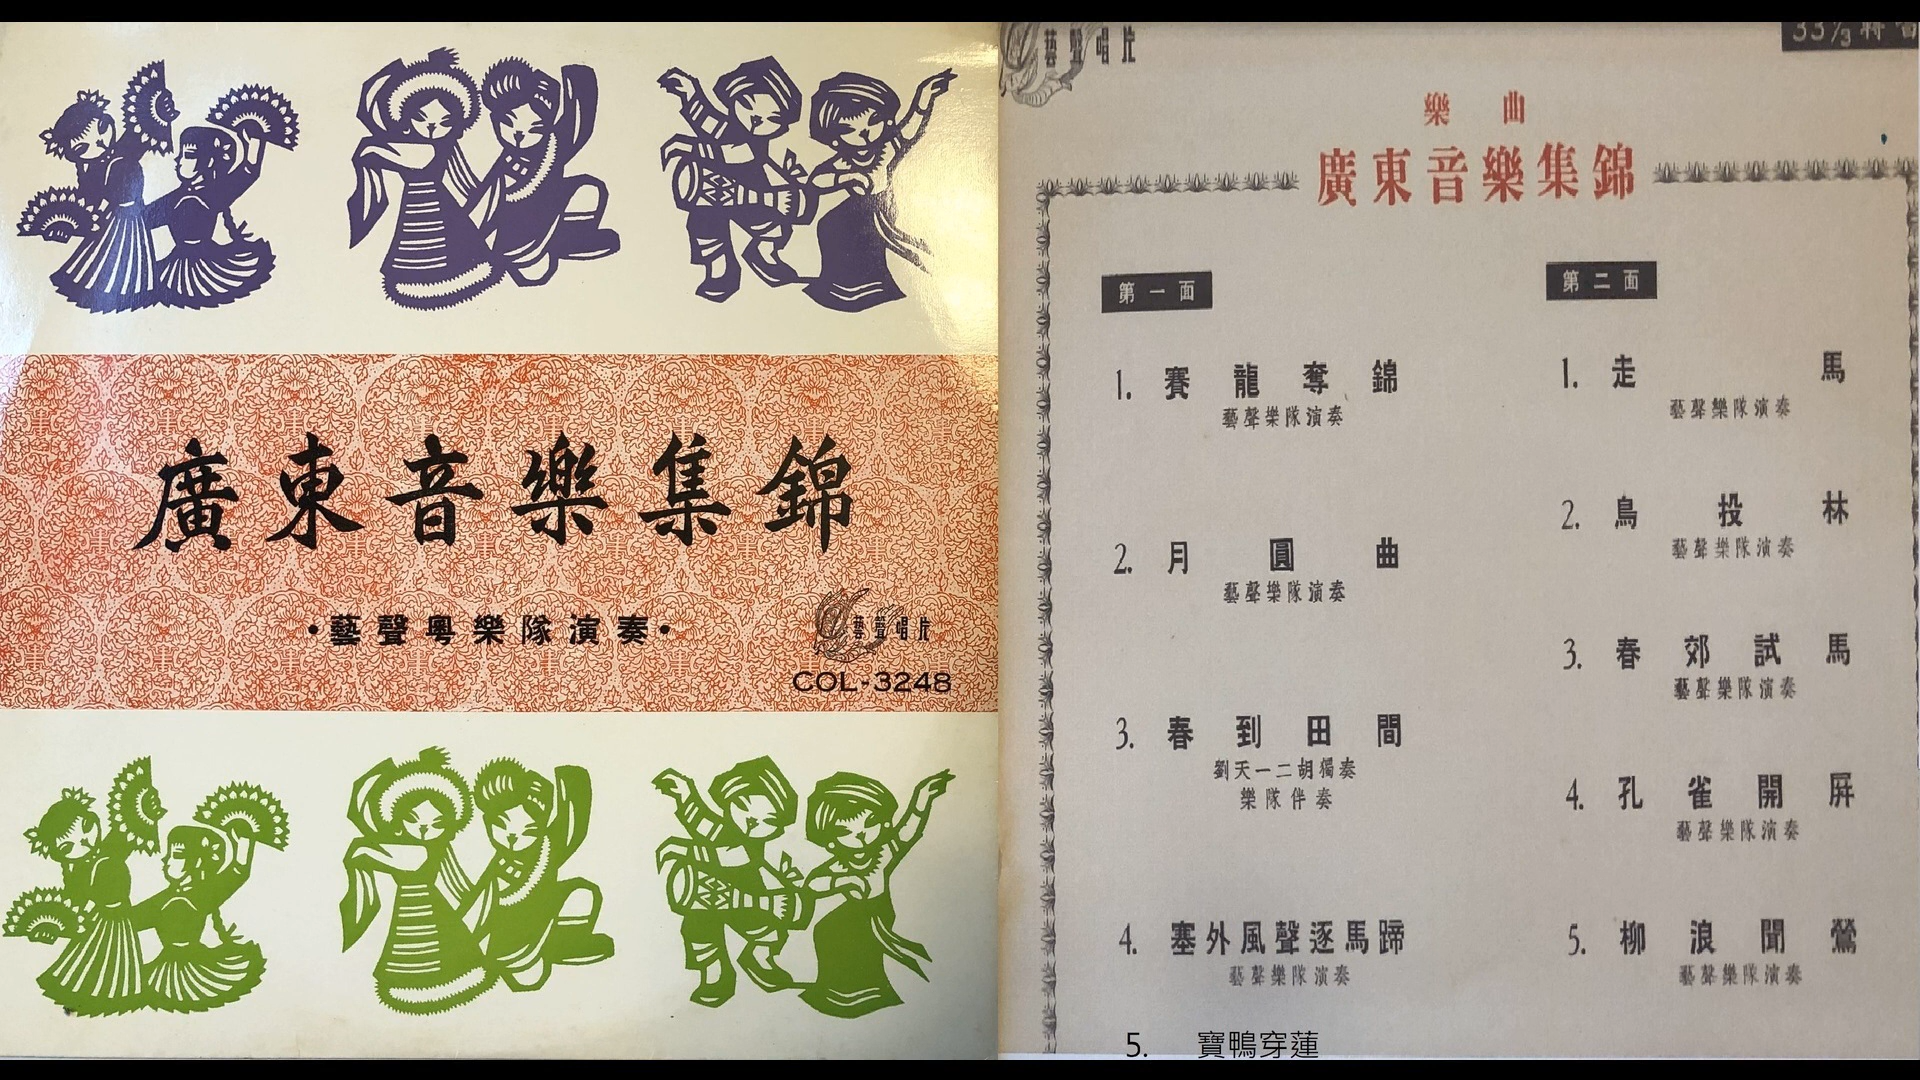 廣東音樂集錦
•藝聲粵樂隊演奏•
藝聲唱片
COL-3248
藝聲唱片
33⅓
樂曲
廣東音樂集錦
第一面
1. 賽龍奪錦
藝聲樂隊演奏
2. 月圓曲
藝聲樂隊演奏
3. 春到田間
劉天一二胡獨奏
樂隊伴奏
4. 塞外風聲逐馬蹄
藝聲樂隊演奏
5. 寶鴨穿蓮
第二面
1. 走馬
藝聲樂隊演奏
2. 鳥投林
藝聲樂隊演奏
3. 春郊試馬
藝聲樂隊演奏
4. 孔雀開屏
藝聲樂隊演奏
5. 柳浪聞鶯
藝聲樂隊演奏